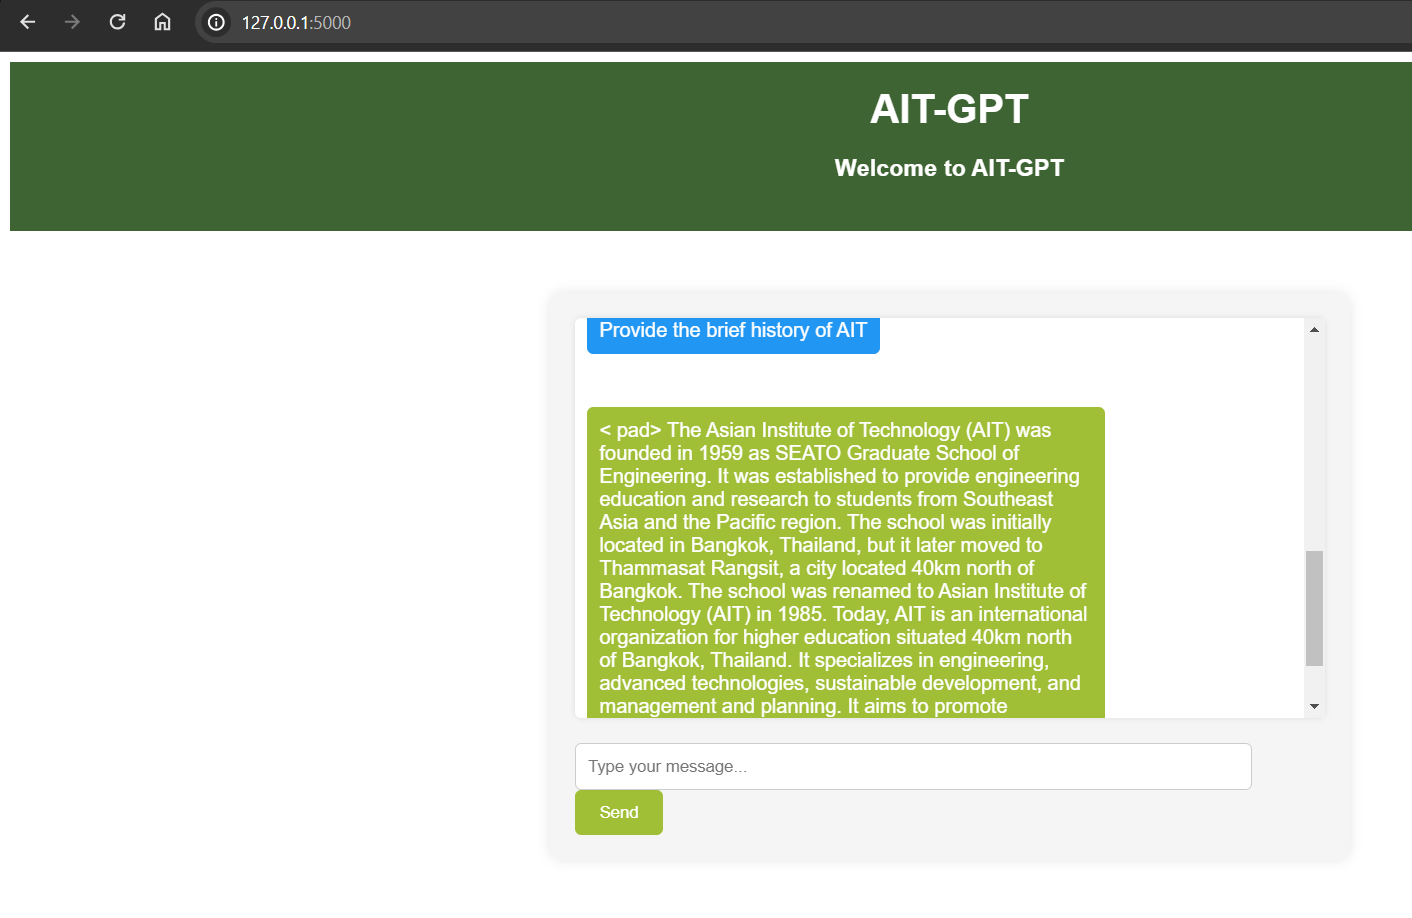 127.0.0.1:5000
AIT-GPT
Welcome to AIT-GPT
Provide the brief history of AIT
< pad> The Asian Institute of Technology (AIT) was
founded in 1959 as SEATO Graduate School of
Engineering. It was established to provide engineering
education and research to students from Southeast
Asia and the Pacific region. The school was initially
located in Bangkok, Thailand, but it later moved to
Thammasat Rangsit, a city located 40km north of
Bangkok. The school was renamed to Asian Institute of
Technology (AIT) in 1985. Today, AIT is an international
organization for higher education situated 40km north
of Bangkok, Thailand. It specializes in engineering,
advanced technologies, sustainable development, and
management and planning. It aims to promote
Type your message...
Send